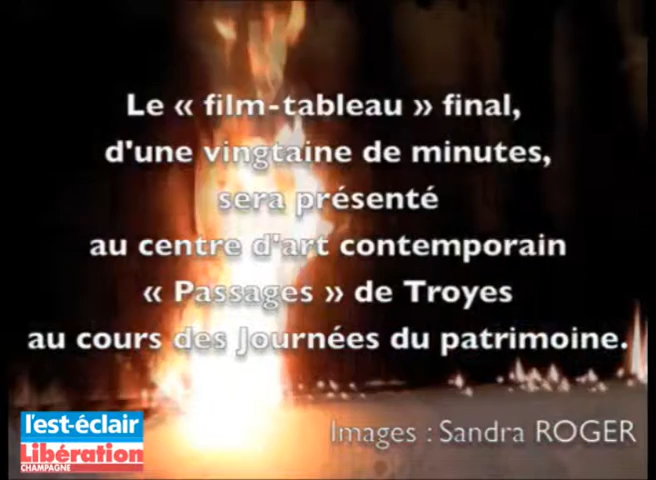 Le « film-tableau » final,
d'une vingtaine de minutes,
sera présenté
au centre d'art contemporain
« Passages » de Troyes
au cours des Journées du patrimoine.
l'est-éclair
Libération
CHAMPAGNE
Images : Sandra ROGER